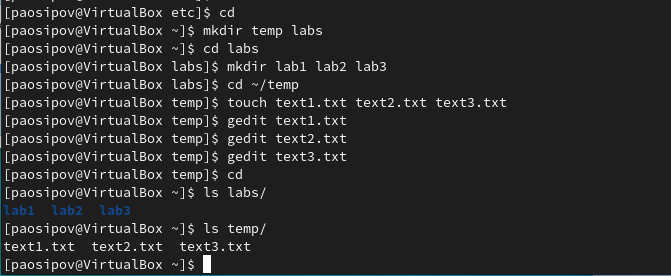 [paosipov@VirtualBox etc]$ cd
[paosipov@VirtualBox ~]$ mkdir temp labs
[paosipov@VirtualBox ~]$ cd labs
[paosipov@VirtualBox labs]$ mkdir lab1 lab2 lab3
[paosipov@VirtualBox labs]$ cd ~/temp
[paosipov@VirtualBox temp]$ touch text1.txt text2.txt text3.txt
[paosipov@VirtualBox temp]$ gedit text1.txt
[paosipov@VirtualBox temp]$ gedit text2.txt
[paosipov@VirtualBox temp]$ gedit text3.txt
[paosipov@VirtualBox temp]$ cd
[paosipov@VirtualBox ~]$ ls labs/
lab1  lab2  lab3
[paosipov@VirtualBox ~]$ ls temp/
text1.txt  text2.txt  text3.txt
[paosipov@VirtualBox ~]$